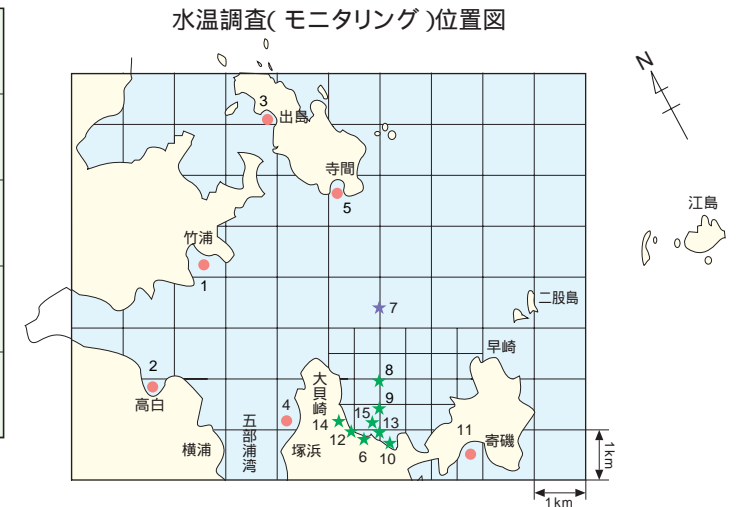 水温調査(モニタリング)位置図
N
3
出島
寺間
5
江島
竹浦
1
7
二股島
早崎
2
高白
8
大貝崎
9
4
15
13
14
12
6
10
11
寄磯
五部浦湾
横浦
塚浜
1km
1km